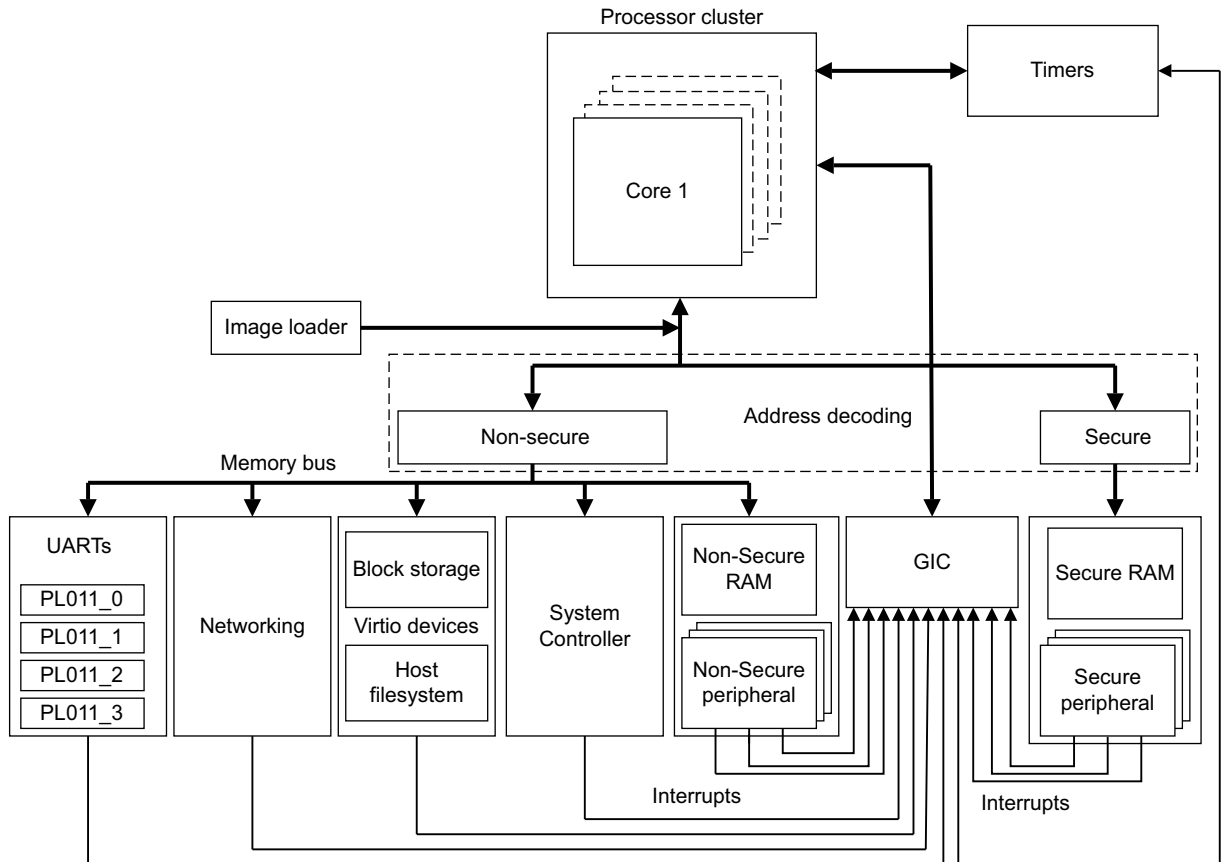 Processor cluster
Timers
Core 1
Image loader
Address decoding
Non-secure
Secure
Memory bus
UARTs
PL011_0
PL011_1
PL011_2
PL011_3
Networking
Block storage
Virtio devices
Host
filesystem
System
Controller
Non-Secure
RAM
Non-Secure
peripheral
GIC
Secure RAM
Secure
peripheral
Interrupts
Interrupts